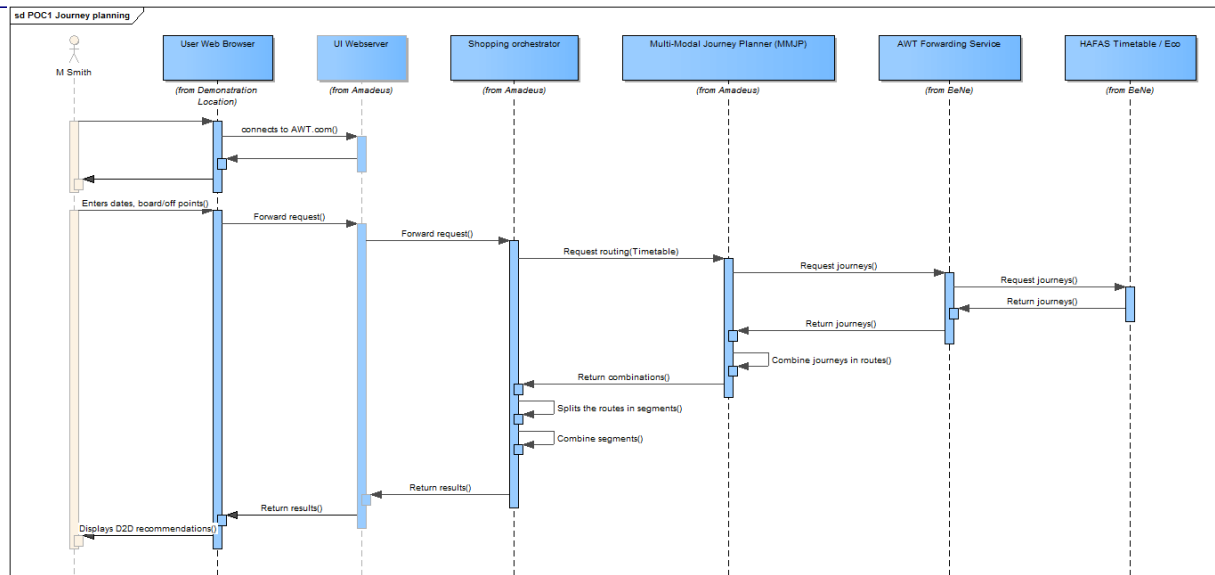 sd POC1 Journey planning
M Smith
User Web Browser
(from Demonstration
Location)
UI Webserver
(from Amadeus)
Shopping orchestrator
(from Amadeus)
Multi-Modal Journey Planner (MMJP)
(from Amadeus)
AWT Forwarding Service
(from BeNe)
HAFAS Timetable / Eco
(from BeNe)
connects to AWT.com()
Enters dates, board/off points()
Forward request()
Forward request()
Request routing(Timetable)
Request journeys()
Request journeys()
Return journeys()
Return journeys()
Combine journeys in routes()
Return combinations()
Splits the routes in segments()
Combine segments()
Return results()
Return results()
Displays D2D recommendations()